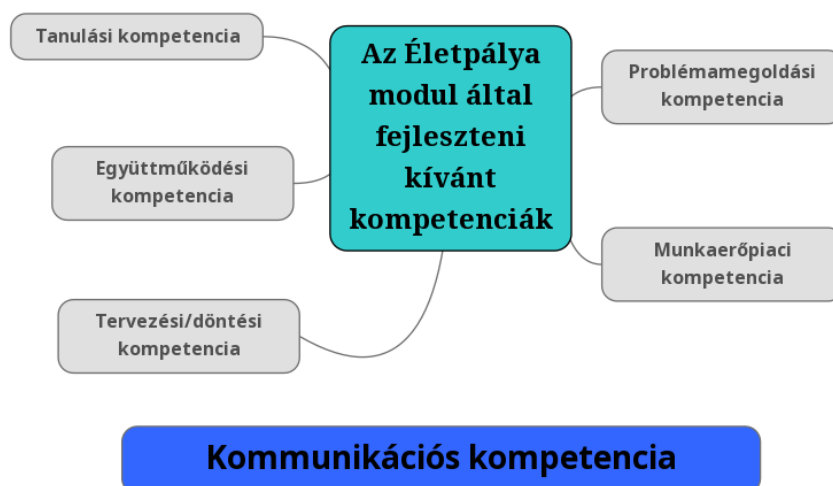 Tanulási kompetencia
Az Életpálya
modul által
fejleszteni
kívánt
kompetenciák
Problémamegoldási
kompetencia
Együttműködési
kompetencia
Munkaerőpiaci
kompetencia
Tervezési/döntési
kompetencia
Kommunikációs kompetencia